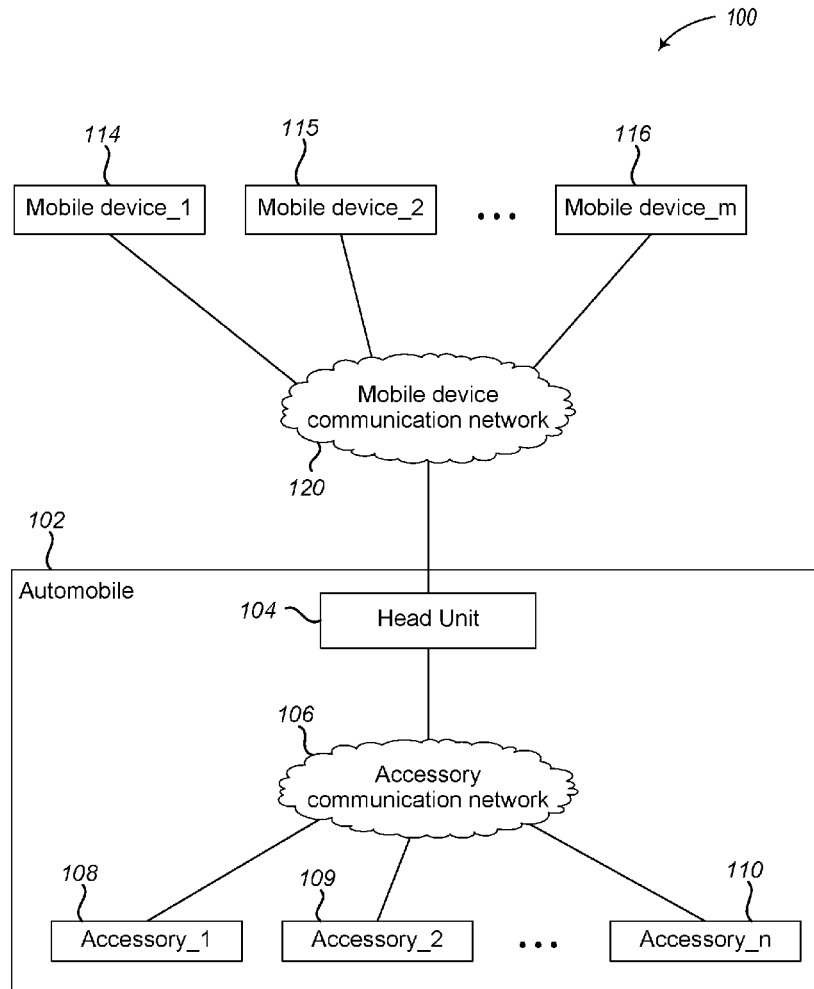 100
114 115 116
Mobile device_1 Mobile device_2 ... Mobile device_m
Mobile device
communication network
120
102
Automobile
104 Head Unit
106
Accessory
communication network
108 109 110
Accessory_1 Accessory_2 ... Accessory_n